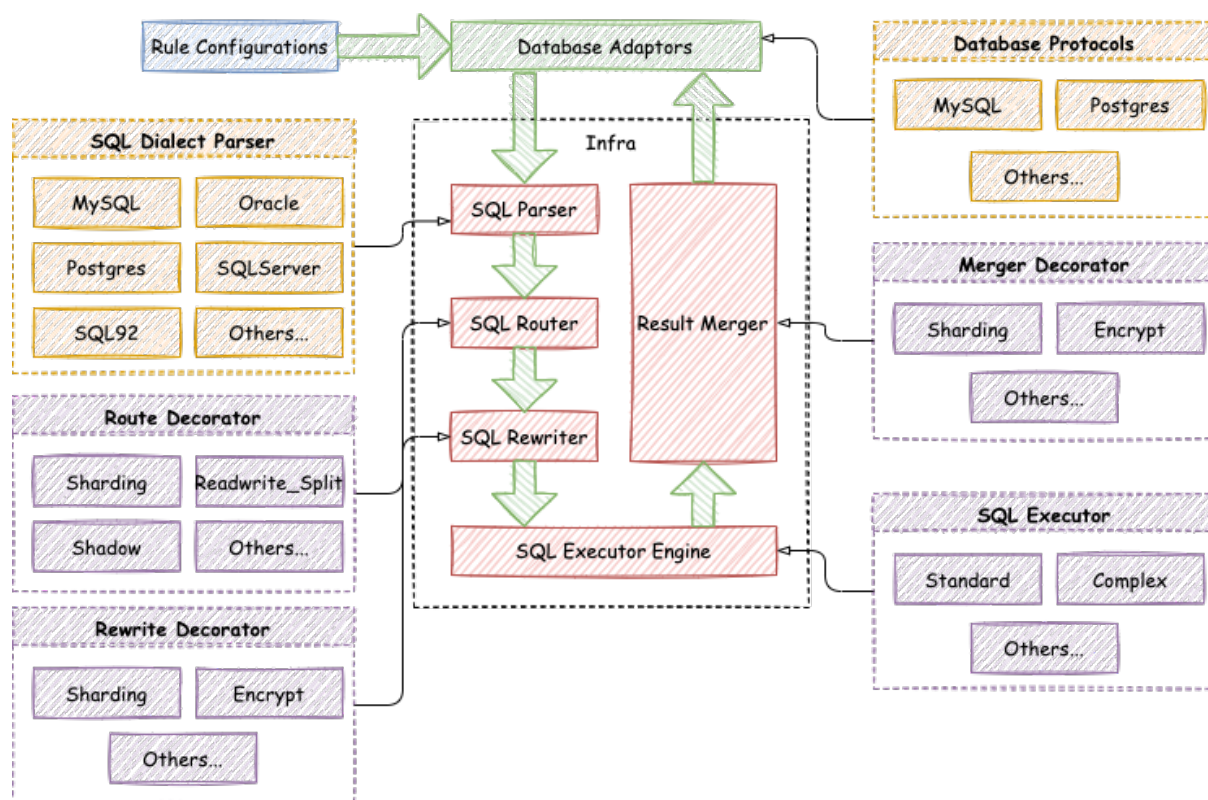 Rule Configurations
Database Adaptors
Database Protocols
MySQL
Postgres
Others...
SQL Dialect Parser
MySQL
Oracle
Postgres
SQLServer
SQL92
Others...
Infra
SQL Parser
SQL Router
SQL Rewriter
Result Merger
SQL Executor Engine
Merger Decorator
Sharding
Encrypt
Others...
Route Decorator
Sharding
Readwrite_Split
Shadow
Others...
SQL Executor
Standard
Complex
Others...
Rewrite Decorator
Sharding
Encrypt
Others...